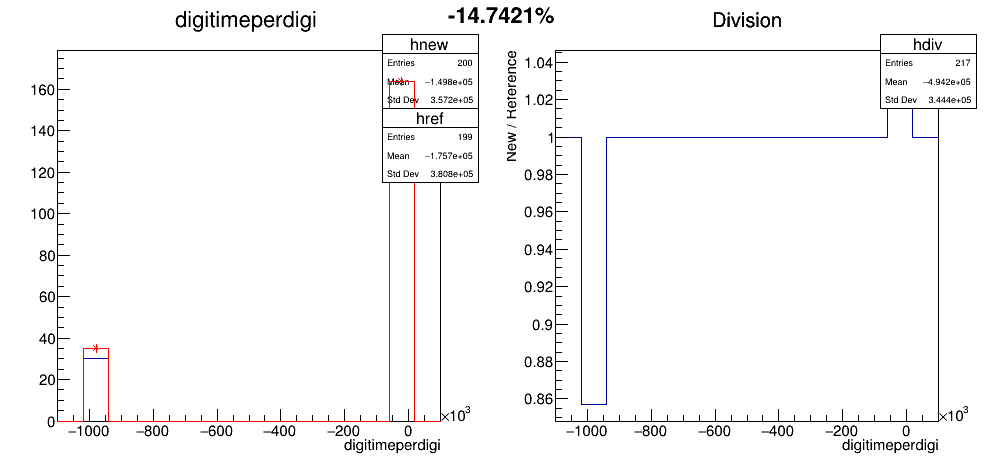 -14.7421%
digitimeperdigi
hnew
Entries 200
Mean −1.498e+05
Std Dev 3.572e+05
href
Entries 199
Mean −1.757e+05
Std Dev 3.808e+05
160
140
120
100
80
60
40
20
0
−1000 −800 −600 −400 −200 0
×10³
digitimeperdigi
Division
hdiv
Entries 217
Mean −4.942e+05
Std Dev 3.444e+05
New / Reference
1.04
1.02
1
0.98
0.96
0.94
0.92
0.9
0.88
0.86
−1000 −800 −600 −400 −200 0
×10³
digitimeperdigi